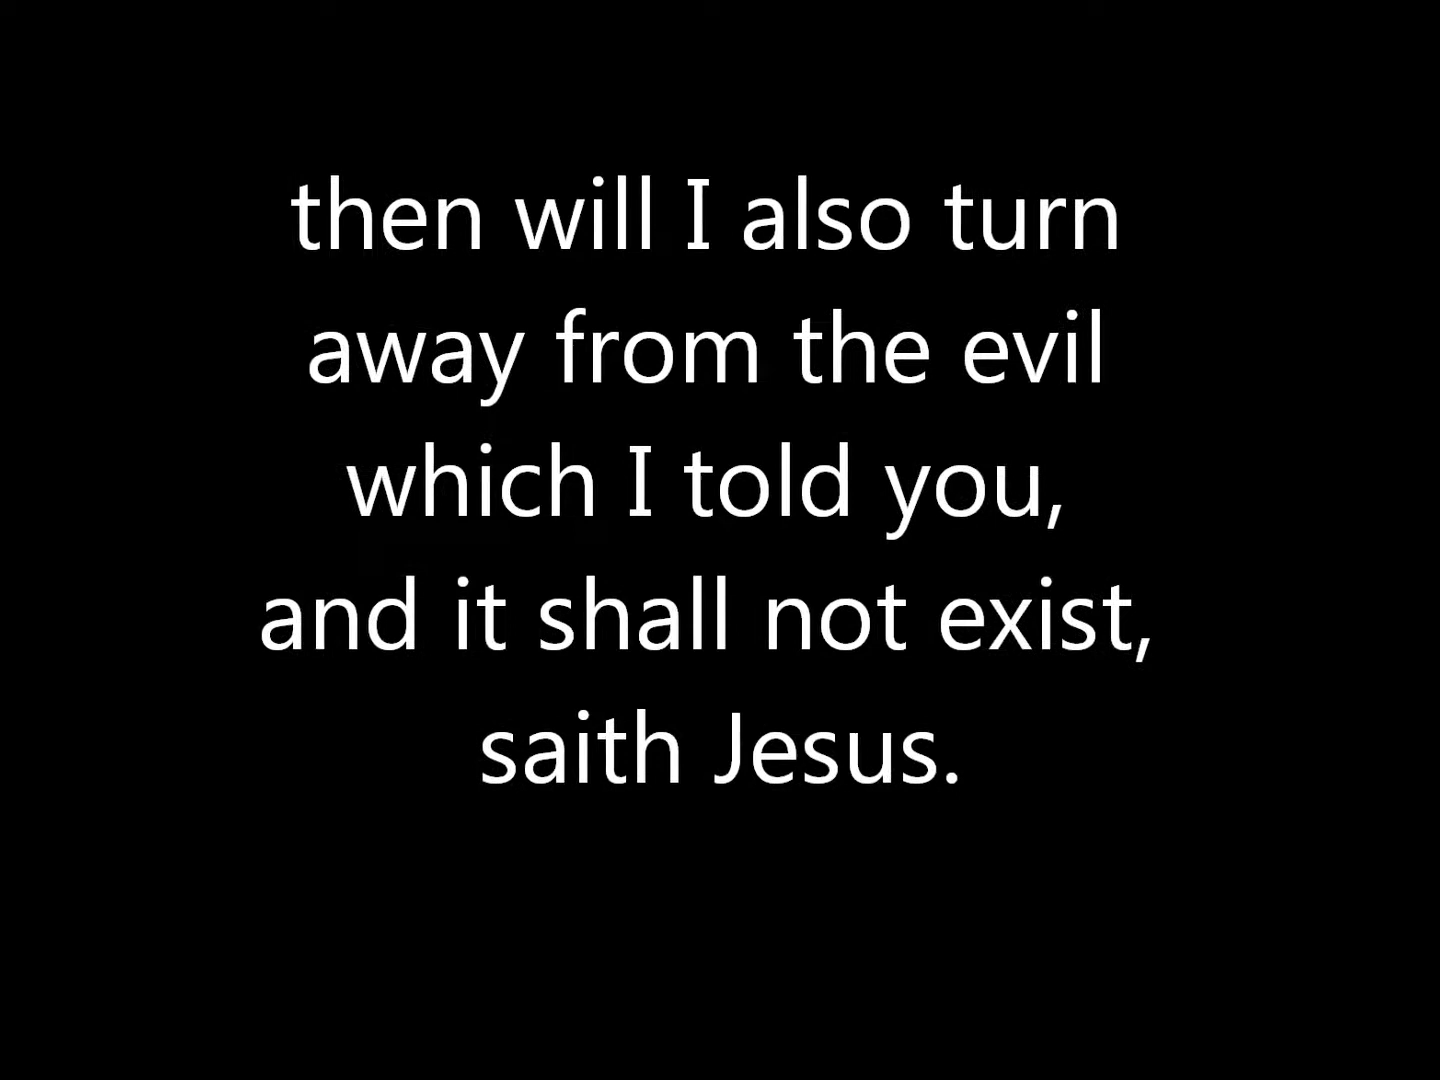 then will I also turn
away from the evil
which I told you,
and it shall not exist,
saith Jesus.